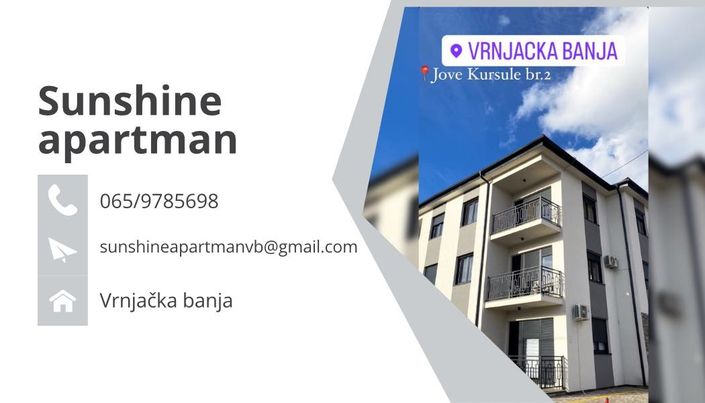 Sunshine
apartman
065/9785698
sunshineapartmanvb@gmail.com
Vrnjačka banja
VRNJACKA BANJA
Jove Kursule br.2